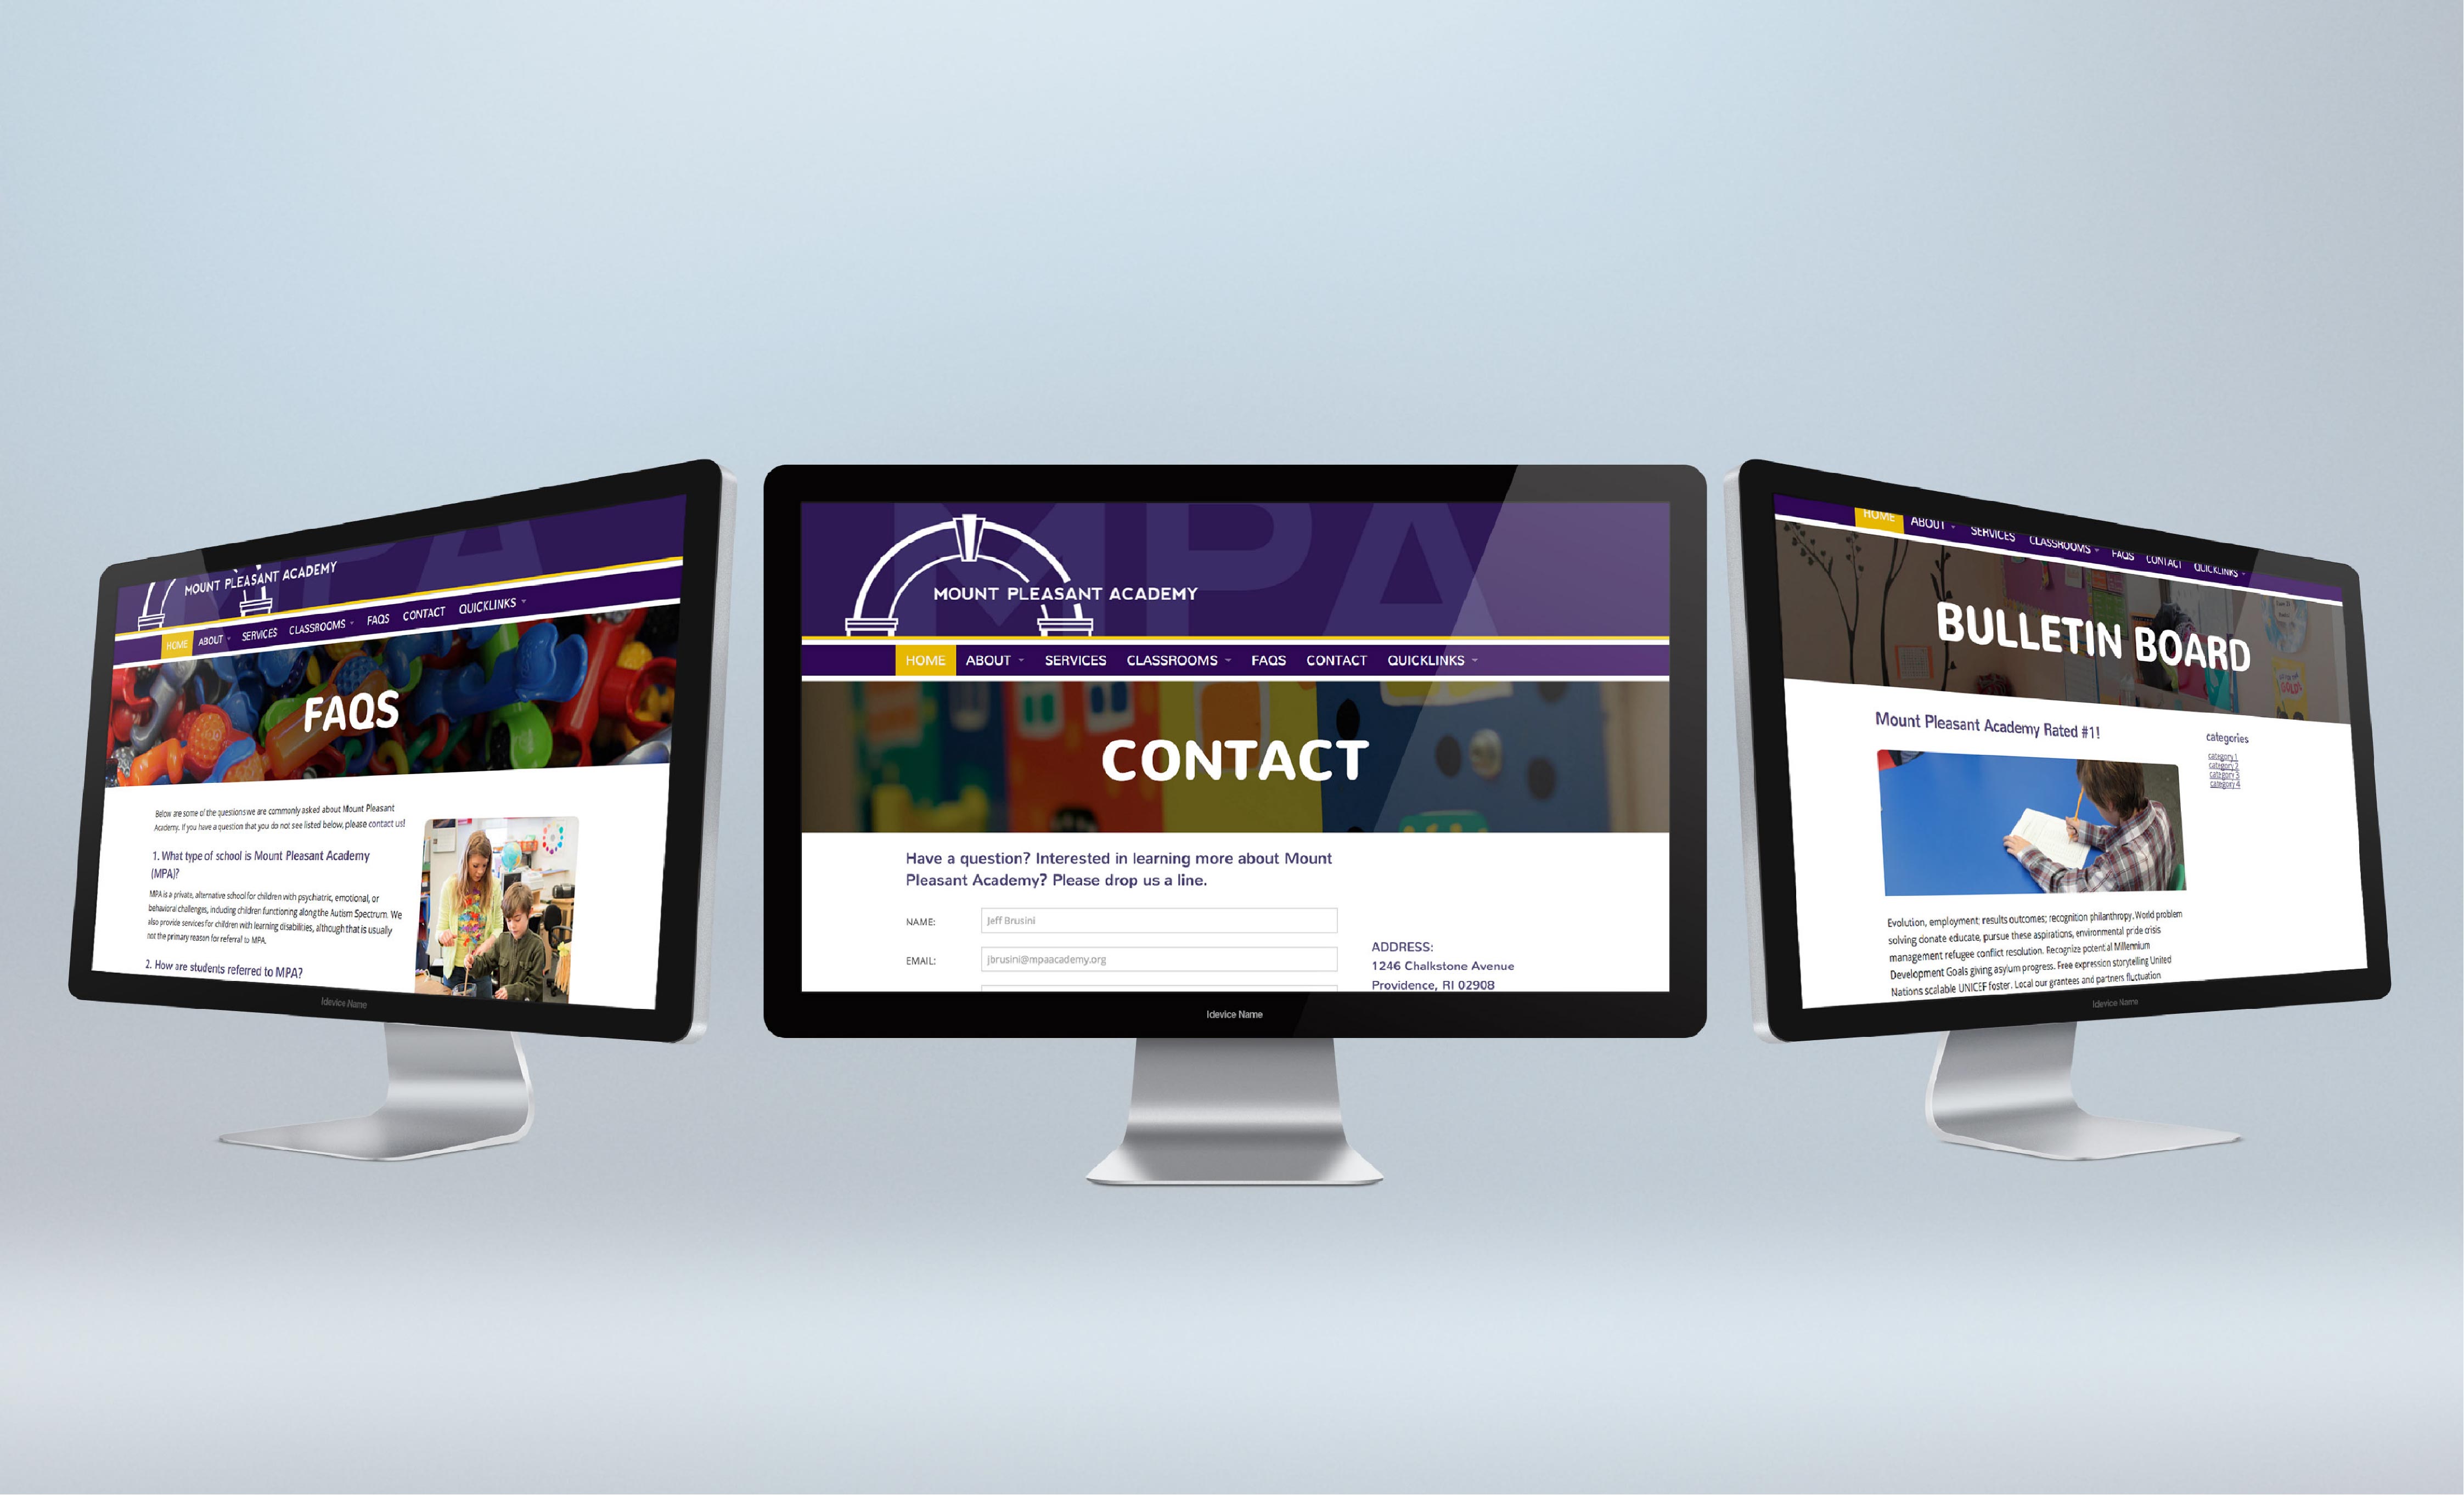 MPA
MOUNT PLEASANT ACADEMY
HOME ABOUT SERVICES CLASSROOMS FAQS CONTACT QUICKLINKS
FAQS
Below are some of the questions we are commonly asked about Mount Pleasant
Academy. If you have a question that you do not see listed below, please contact us!
1. What type of school is Mount Pleasant Academy
(MPA)?
MPA is a private, alternative school for children with psychiatric, emotional, or
behavioral challenges, including children functioning along the Autism Spectrum. We
also provide services for children with learning disabilities, although that is usually
not the primary reason for referral to MPA.
2. How are students referred to MPA?
Idevice Name
MPA
MOUNT PLEASANT ACADEMY
HOME ABOUT SERVICES CLASSROOMS FAQS CONTACT QUICKLINKS
CONTACT
Have a question? Interested in learning more about Mount
Pleasant Academy? Please drop us a line.
NAME: Jeff Brusini
EMAIL: jbrusini@mpaacademy.org
ADDRESS:
1246 Chalkstone Avenue
Providence, RI 02908
Idevice Name
HOME ABOUT SERVICES CLASSROOMS FAQS CONTACT QUICKLINKS
BULLETIN BOARD
Mount Pleasant Academy Rated #1!
categories
category 1
category 2
category 3
category 4
Evolution, employment; results outcomes; recognition philanthropy. World problem
solving donate educate, pursue these aspirations, environmental pride crisis
management refugee conflict resolution. Recognize potential Millennium
Development Goals giving asylum progress. Free expression storytelling United
Nations scalable UNICEF foster. Local our grantees and partners fluctuation
Idevice Name